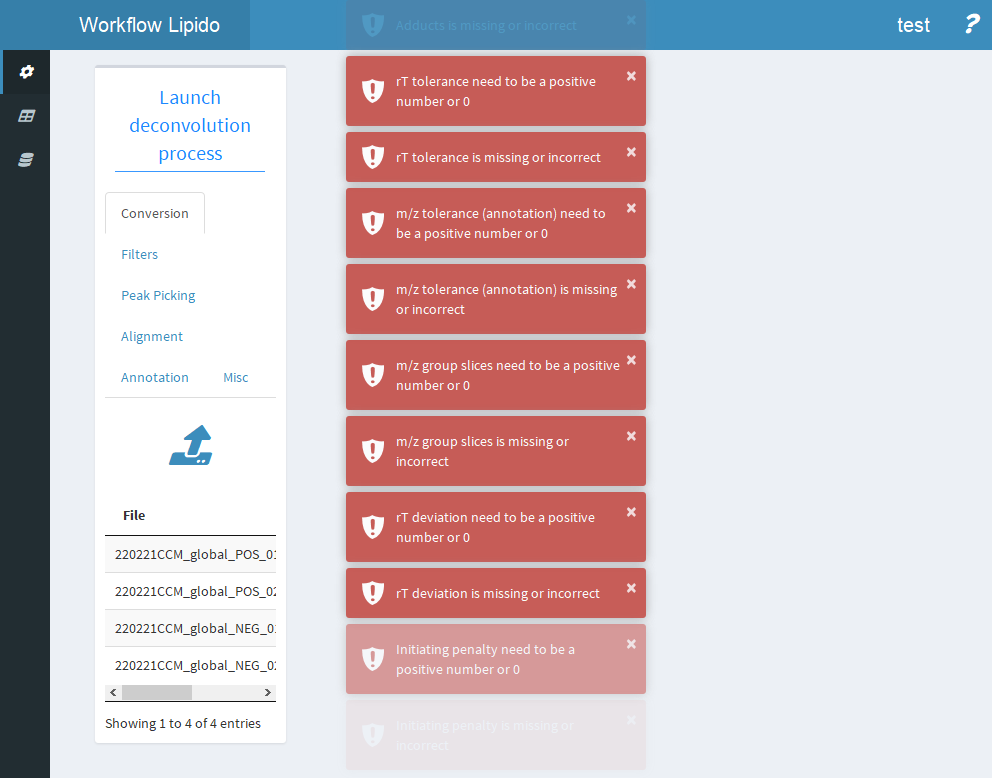 Workflow Lipido
test
?
Launch
deconvolution
process
Conversion
Filters
Peak Picking
Alignment
Annotation
Misc
File
220221CCM_global_POS_01
220221CCM_global_POS_02
220221CCM_global_NEG_01
220221CCM_global_NEG_02
Showing 1 to 4 of 4 entries
Adducts is missing or incorrect
rT tolerance need to be a positive
number or 0
rT tolerance is missing or incorrect
m/z tolerance (annotation) need to
be a positive number or 0
m/z tolerance (annotation) is missing
or incorrect
m/z group slices need to be a positive
number or 0
m/z group slices is missing or
incorrect
rT deviation need to be a positive
number or 0
rT deviation is missing or incorrect
Initiating penalty need to be a
positive number or 0
Initiating penalty is missing or
incorrect